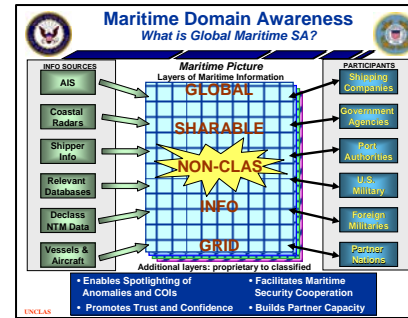 Maritime Domain Awareness
What is Global Maritime SA?
INFO SOURCES
AIS
Coastal
Radars
Shipper
Info
Relevant
Databases
Declass
NTM Data
Vessels &
Aircraft
Maritime Picture
Layers of Maritime Information
GLOBAL
SHARABLE
NON-CLAS
INFO
GRID
Additional layers: proprietary to classified
PARTICIPANTS
Shipping
Companies
Government
Agencies
Port
Authorities
U.S.
Military
Foreign
Militaries
Partner
Nations
• Enables Spotlighting of
Anomalies and COIs
• Promotes Trust and Confidence
• Facilitates Maritime
Security Cooperation
• Builds Partner Capacity
UNCLAS